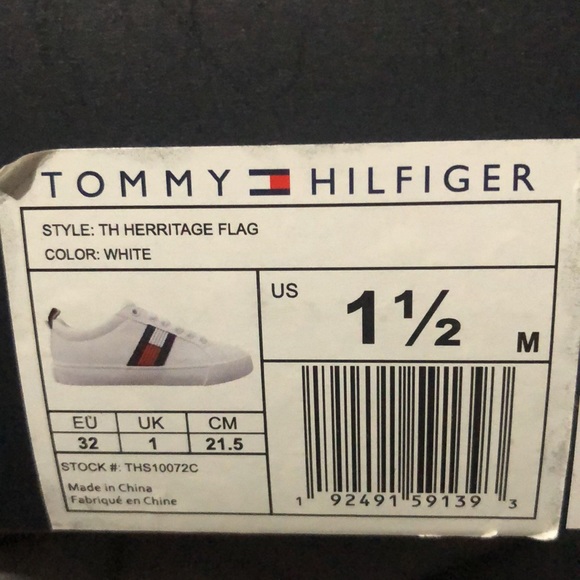 TOMMY HILFIGER
STYLE: TH HERRITAGE FLAG
COLOR: WHITE
US 1½ M
EU UK CM
32 1 21.5
STOCK #: THS10072C
Made in China
Fabriqué en Chine
1 92491 59139 3